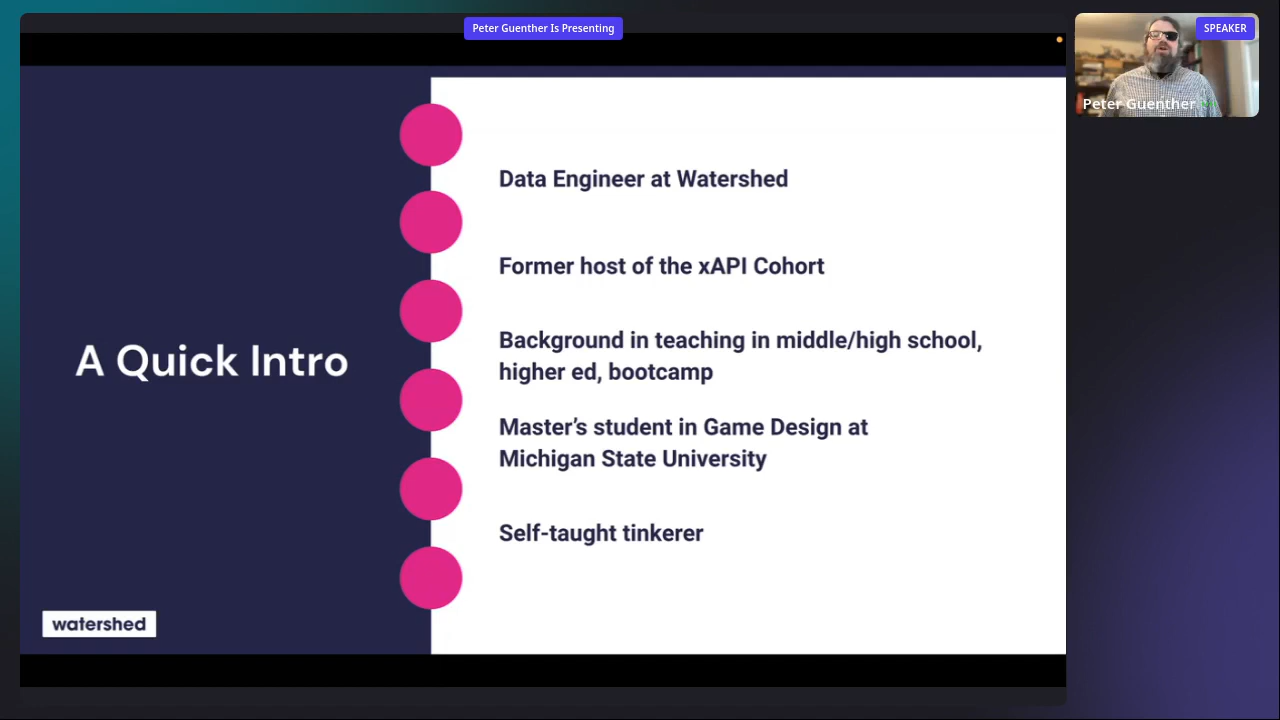 Peter Guenther Is Presenting
SPEAKER
Peter Guenther
Data Engineer at Watershed
Former host of the xAPI Cohort
Background in teaching in middle/high school,
higher ed, bootcamp
A Quick Intro
Master’s student in Game Design at
Michigan State University
Self-taught tinkerer
watershed